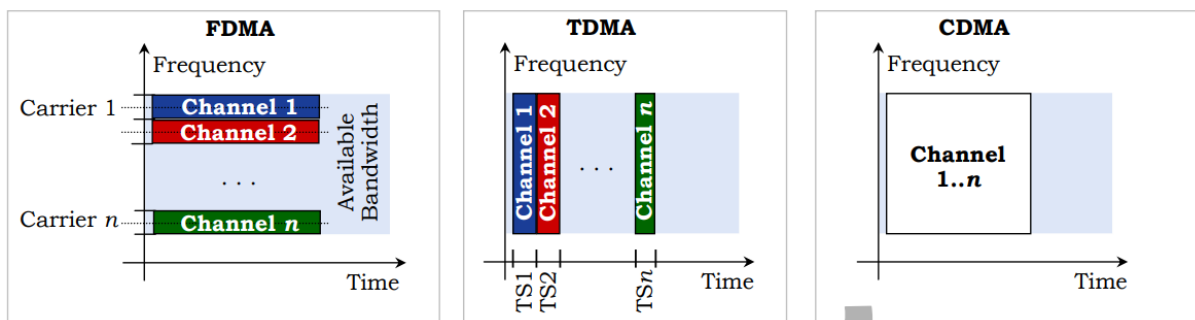 FDMA
Frequency
Carrier 1
Channel 1
Channel 2
. . .
Available
Bandwidth
Carrier n
Channel n
Time
TDMA
Frequency
Channel 1
Channel 2
. . .
Channel n
Time
TS1
TS2
TSn
CDMA
Frequency
Channel
1..n
Time